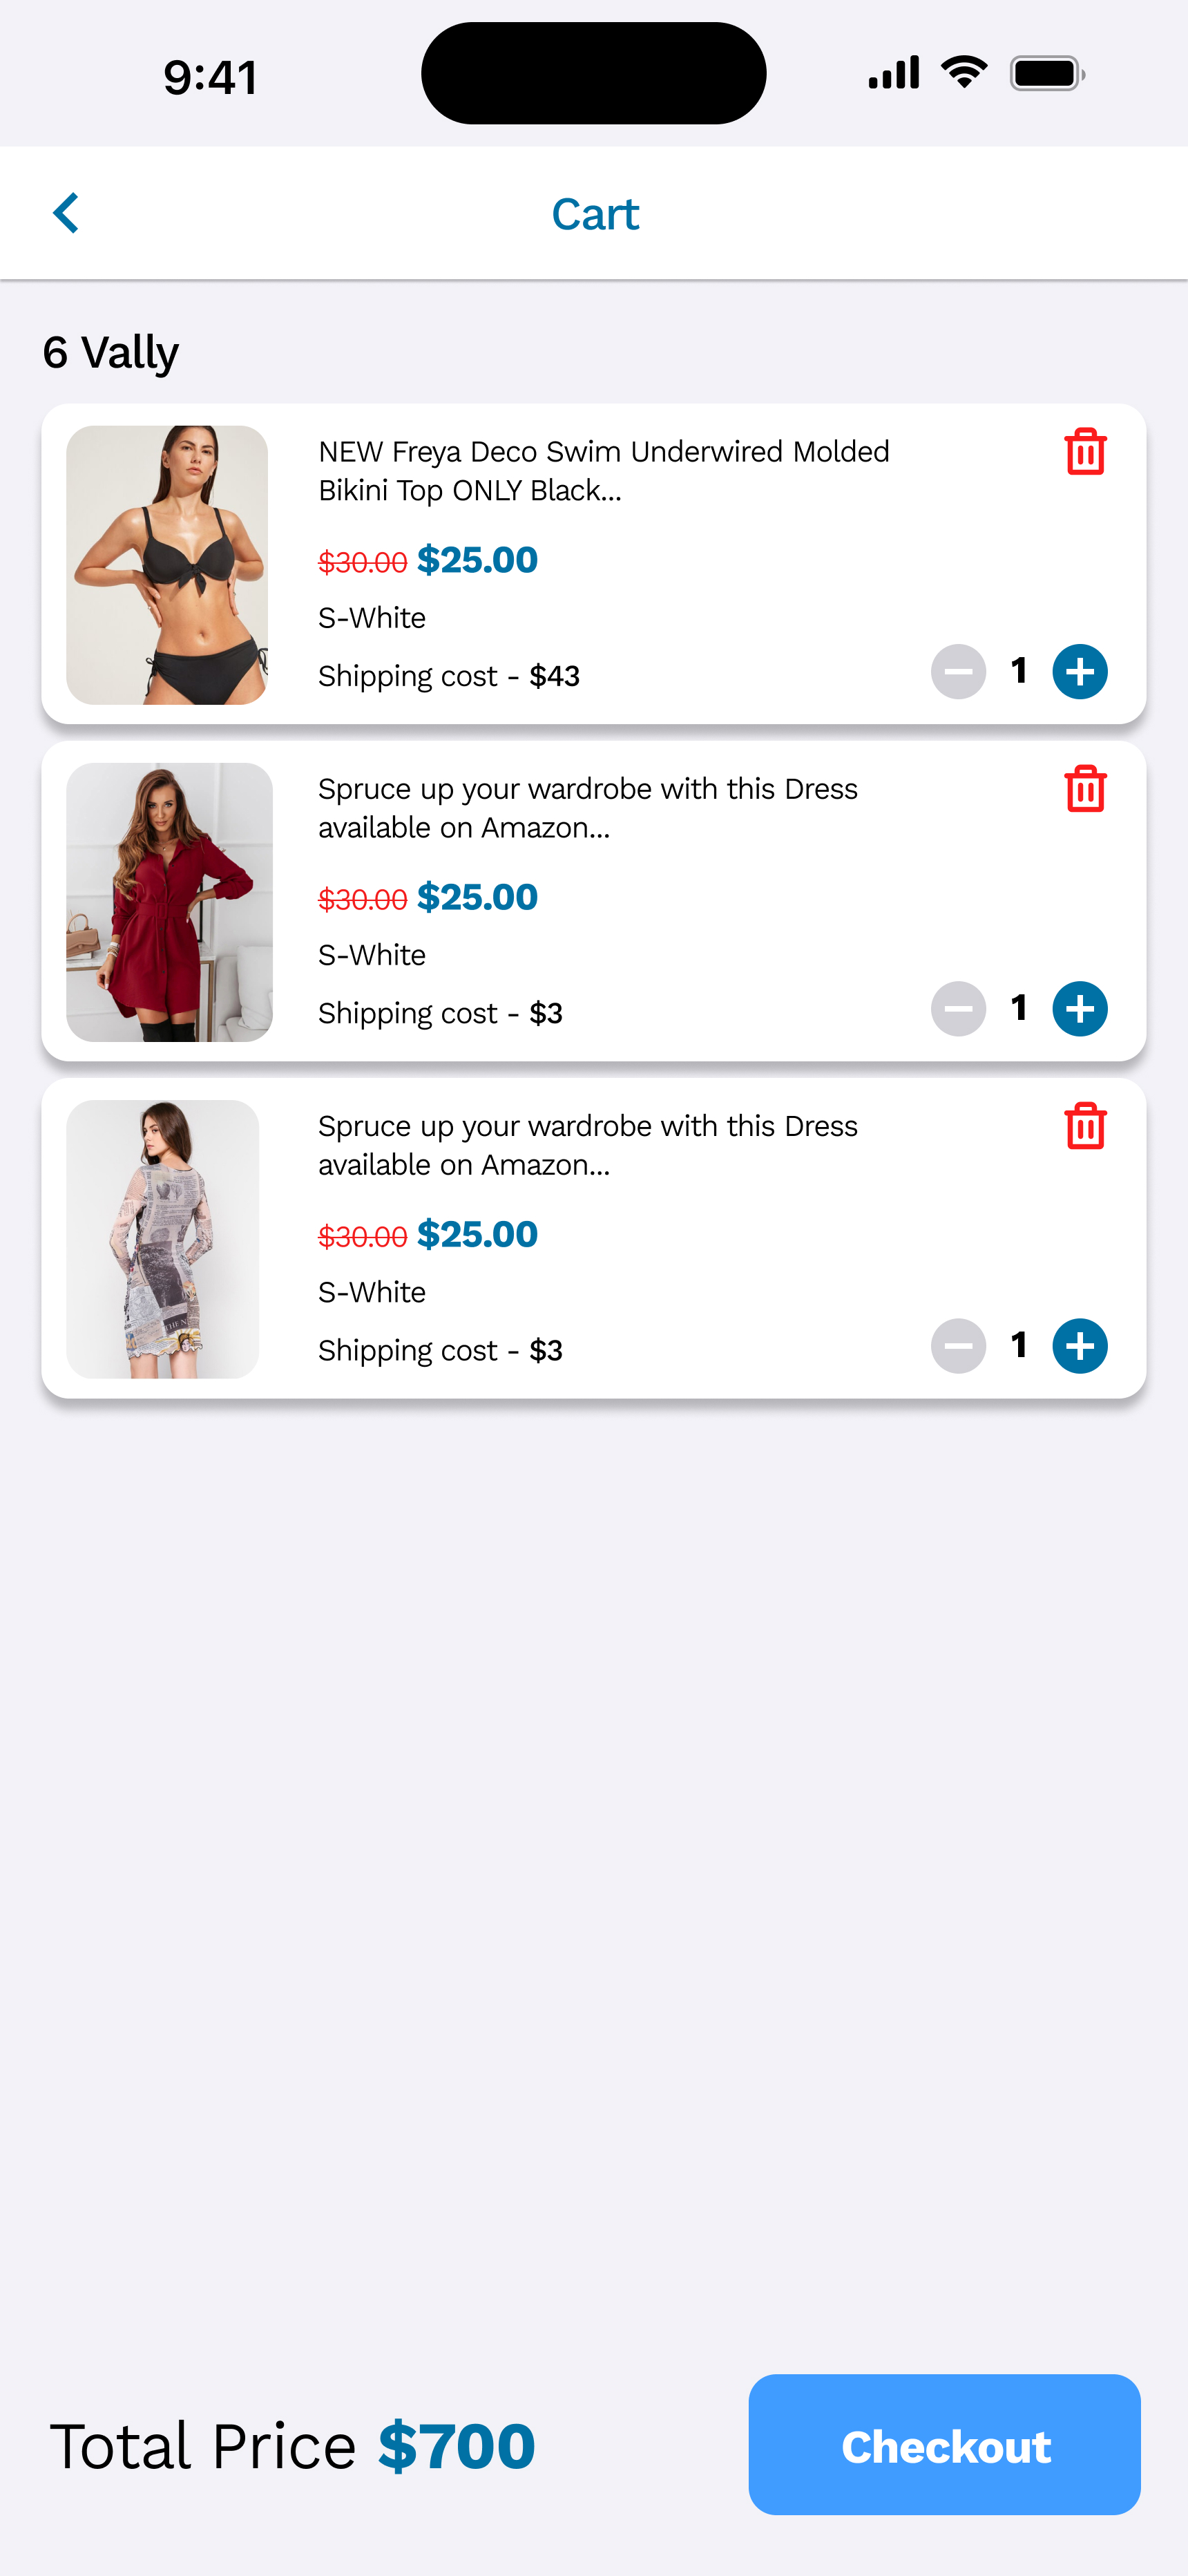 9:41
Cart
6 Vally
NEW Freya Deco Swim Underwired Molded
Bikini Top ONLY Black...
$30.00 $25.00
S-White
Shipping cost - $43
1
Spruce up your wardrobe with this Dress
available on Amazon...
$30.00 $25.00
S-White
Shipping cost - $3
1
Spruce up your wardrobe with this Dress
available on Amazon...
$30.00 $25.00
S-White
Shipping cost - $3
1
Total Price $700
Checkout